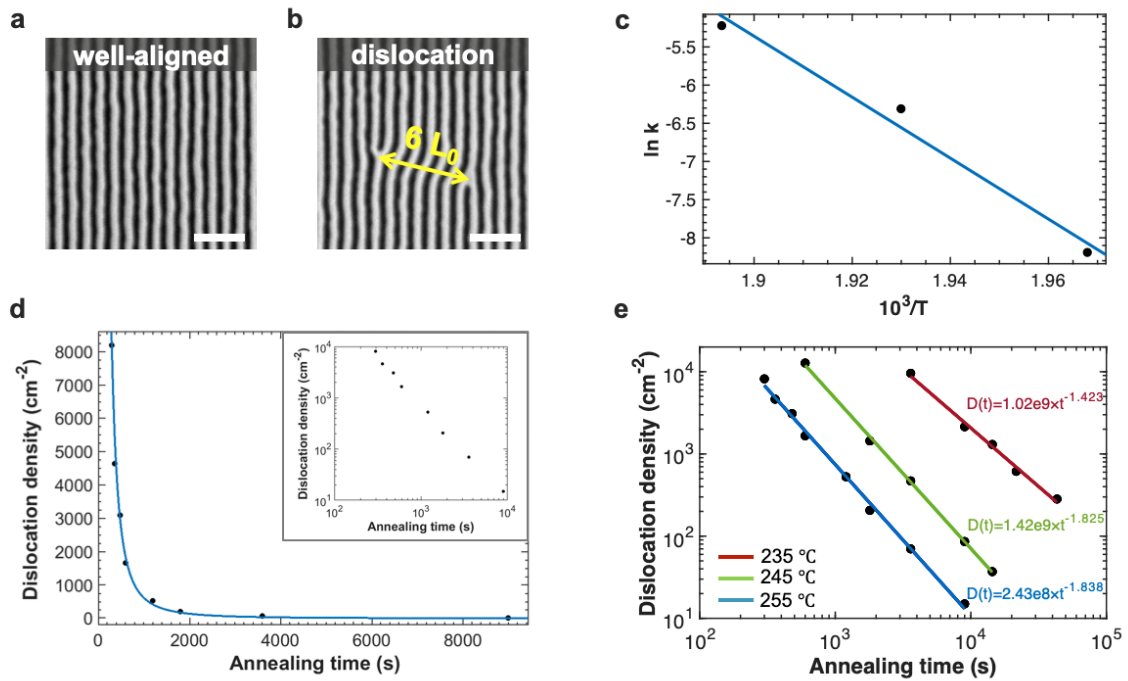 a
well-aligned
b
dislocation
6 L₀
c
ln k
-5.5
-6
-6.5
-7
-7.5
-8
1.9
1.92
1.94
1.96
10³/T
d
Dislocation density (cm⁻²)
8000
7000
6000
5000
4000
3000
2000
1000
0
0
2000
4000
6000
8000
Annealing time (s)
Dislocation density (cm⁻²)
10⁴
10³
10²
10¹
10²
10³
10⁴
Annealing time (s)
e
Dislocation density (cm⁻²)
10⁴
10³
10²
10¹
D(t)=1.02e9×t⁻¹·⁴²³
D(t)=1.42e9×t⁻¹·⁸²⁵
D(t)=2.43e8×t⁻¹·⁸³⁸
235 °C
245 °C
255 °C
10²
10³
10⁴
10⁵
Annealing time (s)